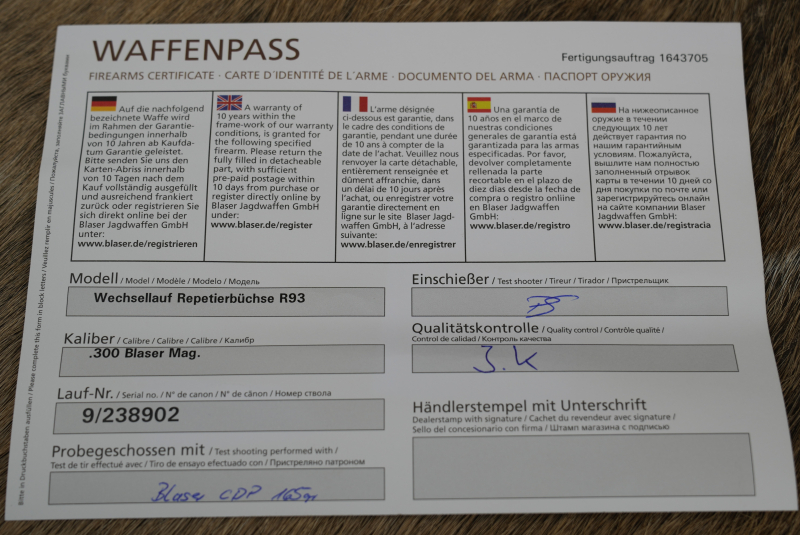 WAFFENPASS
Fertigungsauftrag 1643705
FIREARMS CERTIFICATE · CARTE D´IDENTITÉ DE L´ARME · DOCUMENTO DEL ARMA · ПАСПОРТ ОРУЖИЯ
Auf die nachfolgend
bezeichnete Waffe wird
im Rahmen der Garantie-
bedingungen innerhalb
von 10 Jahren ab Kaufda-
tum Garantie geleistet.
Bitte senden Sie uns den
Karten-Abriss innerhalb
von 10 Tagen nach dem
Kauf vollständig ausgefüllt
und ausreichend frankiert
zurück oder registrieren Sie
sich direkt online bei der
Blaser Jagdwaffen GmbH
unter:
www.blaser.de/registrieren
A warranty of
10 years within the
frame-work of our warranty
conditions, is granted for
the following specified
firearm. Please return the
fully filled in detacheable
part, with sufficient
pre-paid postage within
10 days from purchase or
register directly online by
Blaser Jagdwaffen GmbH
under:
www.blaser.de/register
L'arme désignée
ci-dessous est garantie, dans
le cadre des conditions de
garantie, pendant une durée
de 10 ans à compter de la
date de l'achat. Veuillez nous
renvoyer la carte détachable,
entièrement renseignée et
dûment affranchie, dans
un délai de 10 jours après
l'achat, ou enregistrer votre
garantie directement en
ligne sur le site Blaser Jagd-
waffen GmbH, à l'adresse
suivante:
www.blaser.de/enregistrer
Una garantia de
10 años en el marco de
nuestras condiciones
generales de garantia está
garantizada para las armas
especificadas. Por favor,
devolver completamente
rellenada la parte
recortable en el plazo de
diez dias desde la fecha de
compra o registro onliine
en Blaser Jadgwaffen
GmbH:
www.blaser.de/registro
На нижеописанное
оружие в течении
следующих 10 лет
действует гарантия по
нашим гарантийным
условиям. Пожалуйста,
вышлите нам полностью
заполненный отрывок
карты в течении 10 дней со
дня покупки по почте или
зарегистрируйтесь онлайн
на сайте компании Blaser
Jagdwaffen GmbH:
www.blaser.de/registracia
Modell / Model / Modèle / Modelo / Модель
Wechsellauf Repetierbüchse R93
Einschießer / Test shooter / Tireur / Tirador / Пристрельщик
Kaliber / Calibre / Calibre / Calibre / Калибр
.300 Blaser Mag.
Qualitätskontrolle / Quality control / Contrôle qualité /
Control de calidad / Контроль качества
J.K
Lauf-Nr. / Serial no. / N° de canon / N° de cânon / Номер ствола
9/238902
Händlerstempel mit Unterschrift
Dealerstamp with signature / Cachet du revendeur avec signature /
Sello del concesionario con firma / Штамп магазина с подписью
Probegeschossen mit / Test shooting performed with /
Test de tir effectué avec / Tiro de ensayo efectuado con / Пристреляно патроном
Blaser CDP 165gr
Bitte in Druckbuchstaben ausfüllen / Please complete this form in block letters / Veuillez remplir en majuscules /